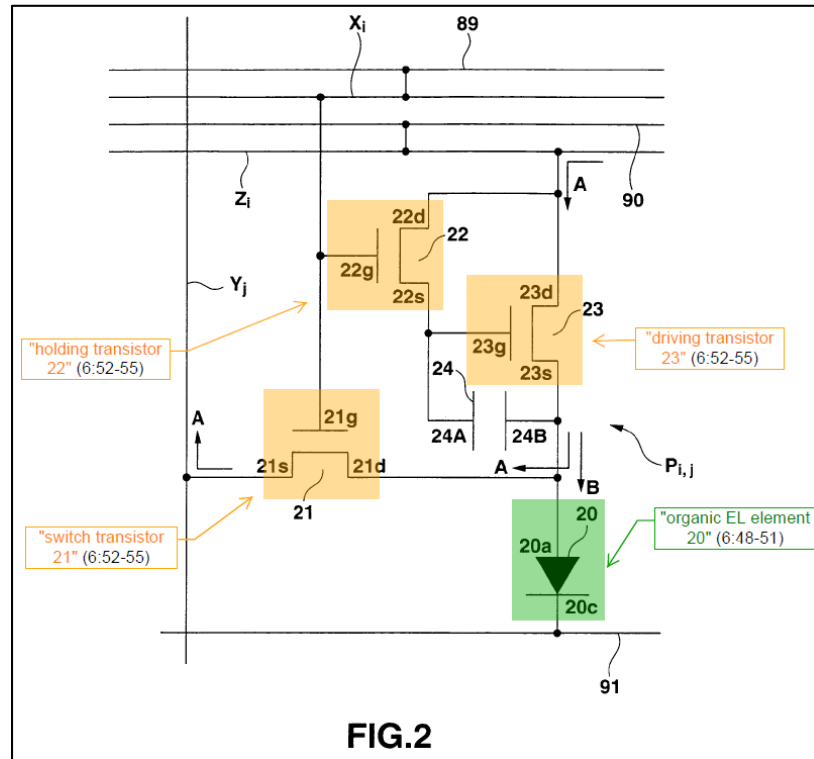 Xi
89
Zi
90
A
22d
22
22g
22s
Yj
23d
23
23g
23s
"holding transistor
22" (6:52-55)
"driving transistor
23" (6:52-55)
24
24A
24B
21g
A
21s
21d
21
A
B
Pi,j
"switch transistor
21" (6:52-55)
20
20a
20c
"organic EL element
20" (6:48-51)
91
FIG.2